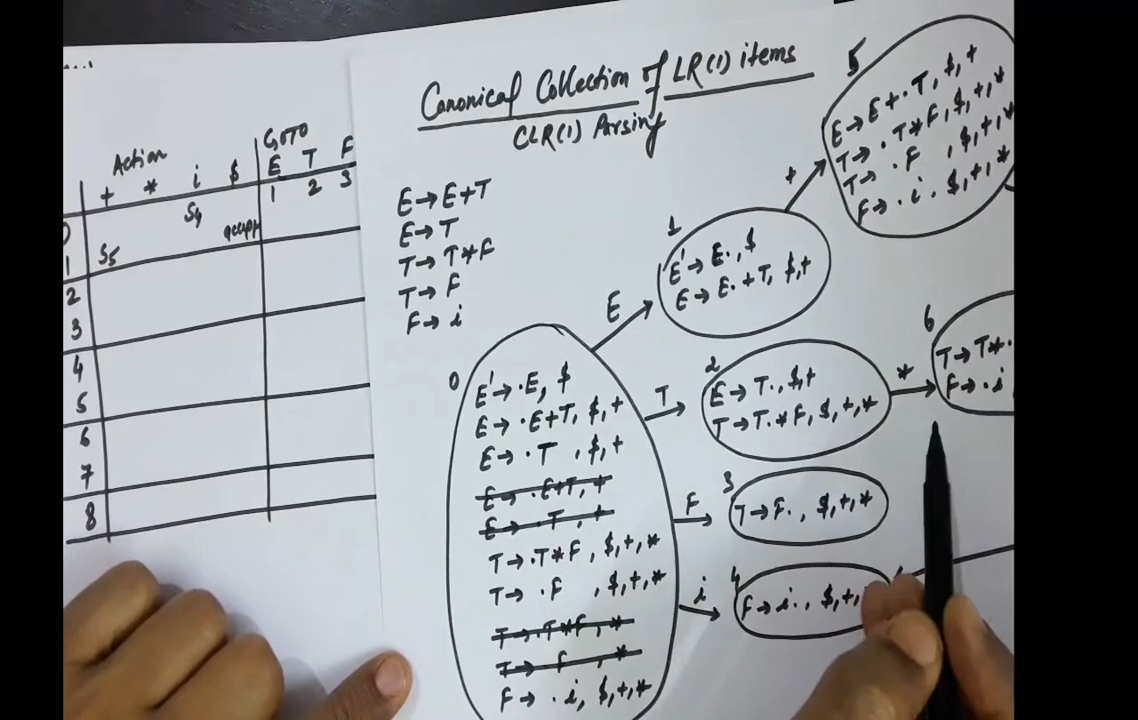 Canonical Collection of LR(1) items
CLR(1) Parsing
Action GOTO
+ * i $ E T F
0 S4 1 2 3
1 S5 accept
2
3
4
5
6
7
8
E → E+T
E → T
T → T*F
T → F
F → i
0
E' → ·E, $
E → ·E+T, $,+
E → ·T , $,+
E → ·E+T, +
E → ·T , +
T → ·T*F, $,+,*
T → ·F , $,+,*
T → ·T*F, *
T → F , *
F → ·i, $,+,*
E
1
E' → E·, $
E → E·+T, $,+
+
5
E → E+·T, $,+
T → ·T*F, $,+,*
T → ·F , $,+,*
F → ·i· $,+,*
T
2
E → T·, $,+
T → T·*F, $,+,*
*
6
T → T*·
F → ·i
F
3
T → F·, $,+,*
i
4
F → i·, $,+,